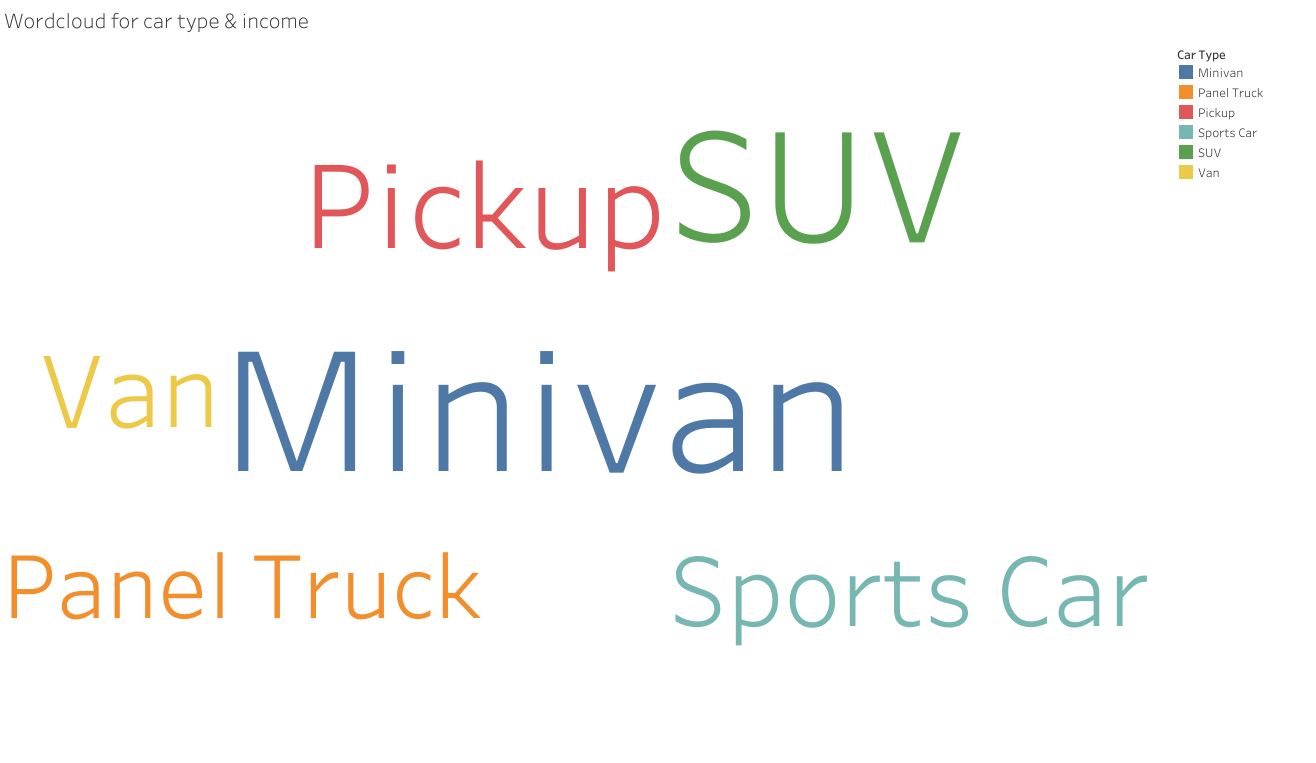 Wordcloud for car type & income
Car Type
Minivan
Panel Truck
Pickup
Sports Car
SUV
Van
Pickup SUV
Van Minivan
Panel Truck Sports Car